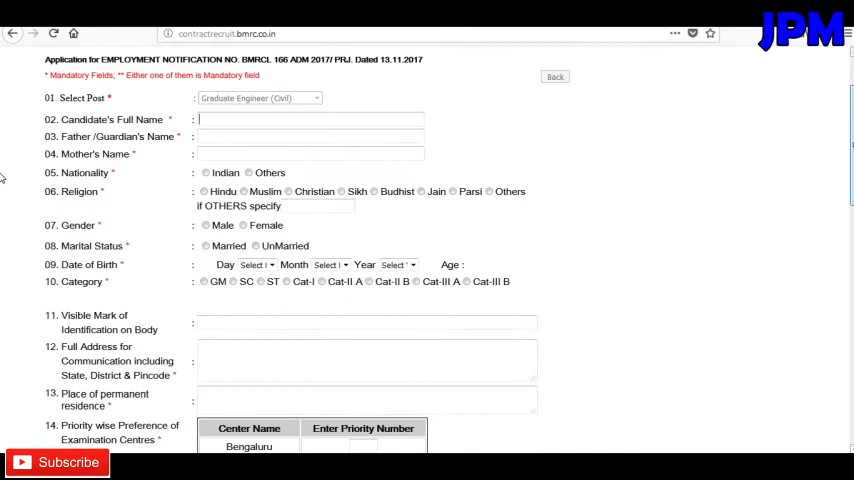 contractrecruit.bmrc.co.in
JPM
Application for EMPLOYMENT NOTIFICATION NO. BMRCL 166 ADM 2017/ PRJ. Dated 13.11.2017
* Mandatory Fields; ** Either one of them is Mandatory field
Back
01. Select Post * : Graduate Engineer (Civil)
02. Candidate's Full Name * :
03. Father /Guardian's Name * :
04. Mother's Name * :
05. Nationality * : Indian Others
06. Religion * : Hindu Muslim Christian Sikh Budhist Jain Parsi Others
if OTHERS specify
07. Gender * : Male Female
08. Marital Status * : Married UnMarried
09. Date of Birth * : Day Select Month Select Year Select Age :
10. Category * : GM SC ST Cat-I Cat-II A Cat-II B Cat-III A Cat-III B
11. Visible Mark of
Identification on Body :
12. Full Address for
Communication including :
State, District & Pincode *
13. Place of permanent
residence * :
14. Priority wise Preference of
Examination Centres * :
Center Name Enter Priority Number
Bengaluru
Subscribe